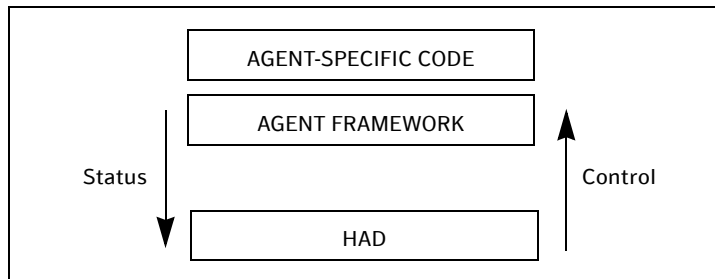 AGENT-SPECIFIC CODE
AGENT FRAMEWORK
Status
Control
HAD